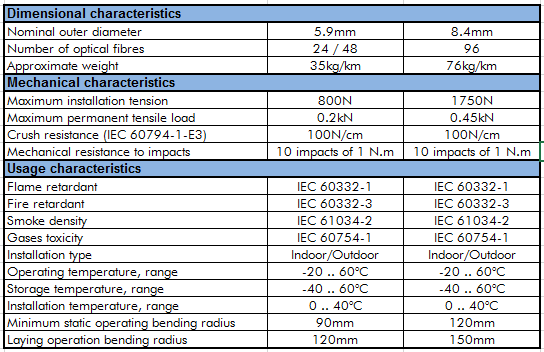 Dimensional characteristics
Nominal outer diameter 5.9mm 8.4mm
Number of optical fibres 24 / 48 96
Approximate weight 35kg/km 76kg/km
Mechanical characteristics
Maximum installation tension 800N 1750N
Maximum permanent tensile load 0.2kN 0.45kN
Crush resistance (IEC 60794-1-E3) 100N/cm 100N/cm
Mechanical resistance to impacts 10 impacts of 1 N.m 10 impacts of 1 N.m
Usage characteristics
Flame retardant IEC 60332-1 IEC 60332-1
Fire retardant IEC 60332-3 IEC 60332-3
Smoke density IEC 61034-2 IEC 61034-2
Gases toxicity IEC 60754-1 IEC 60754-1
Installation type Indoor/Outdoor Indoor/Outdoor
Operating temperature, range -20 .. 60°C -20 .. 60°C
Storage temperature, range -40 .. 60°C -40 .. 60°C
Installation temperature, range 0 .. 40°C 0 .. 40°C
Minimum static operating bending radius 90mm 120mm
Laying operation bending radius 120mm 150mm